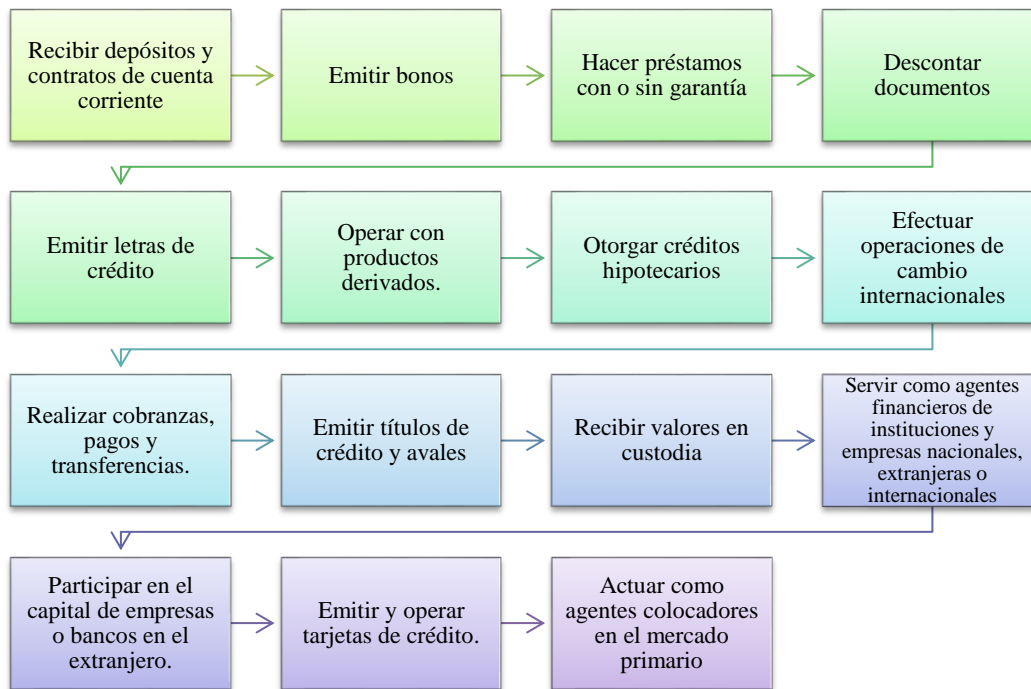 Recibir depósitos y
contratos de cuenta
corriente
Emitir bonos
Hacer préstamos
con o sin garantía
Descontar
documentos
Emitir letras de
crédito
Operar con
productos
derivados.
Otorgar créditos
hipotecarios
Efectuar
operaciones de
cambio
internacionales
Realizar cobranzas,
pagos y
transferencias.
Emitir títulos de
crédito y avales
Recibir valores en
custodia
Servir como agentes
financieros de
instituciones y
empresas nacionales,
extranjeras o
internacionales
Participar en el
capital de empresas
o bancos en el
extranjero.
Emitir y operar
tarjetas de crédito.
Actuar como
agentes colocadores
en el mercado
primario